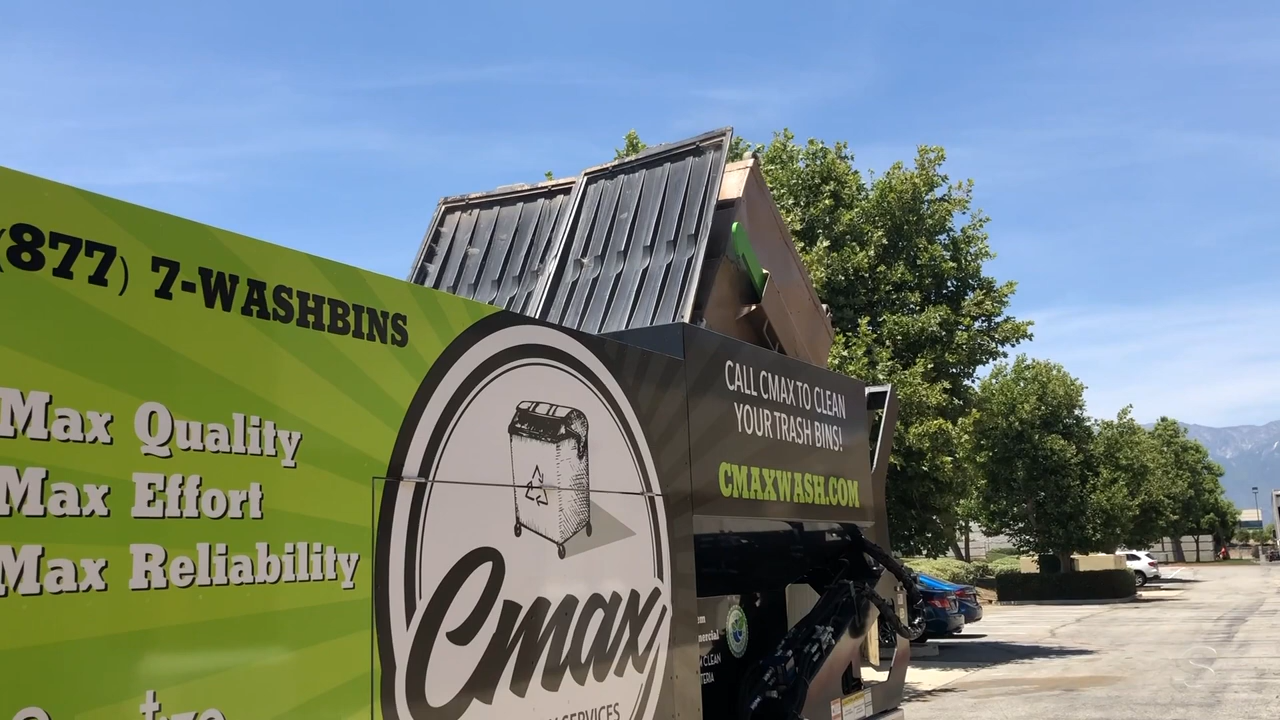 (877) 7-WASHBINS
Max Quality
Max Effort
Max Reliability
Cmax
SERVICES
CALL CMAX TO CLEAN
YOUR TRASH BINS!
CMAXWASH.COM
CLEAN
S